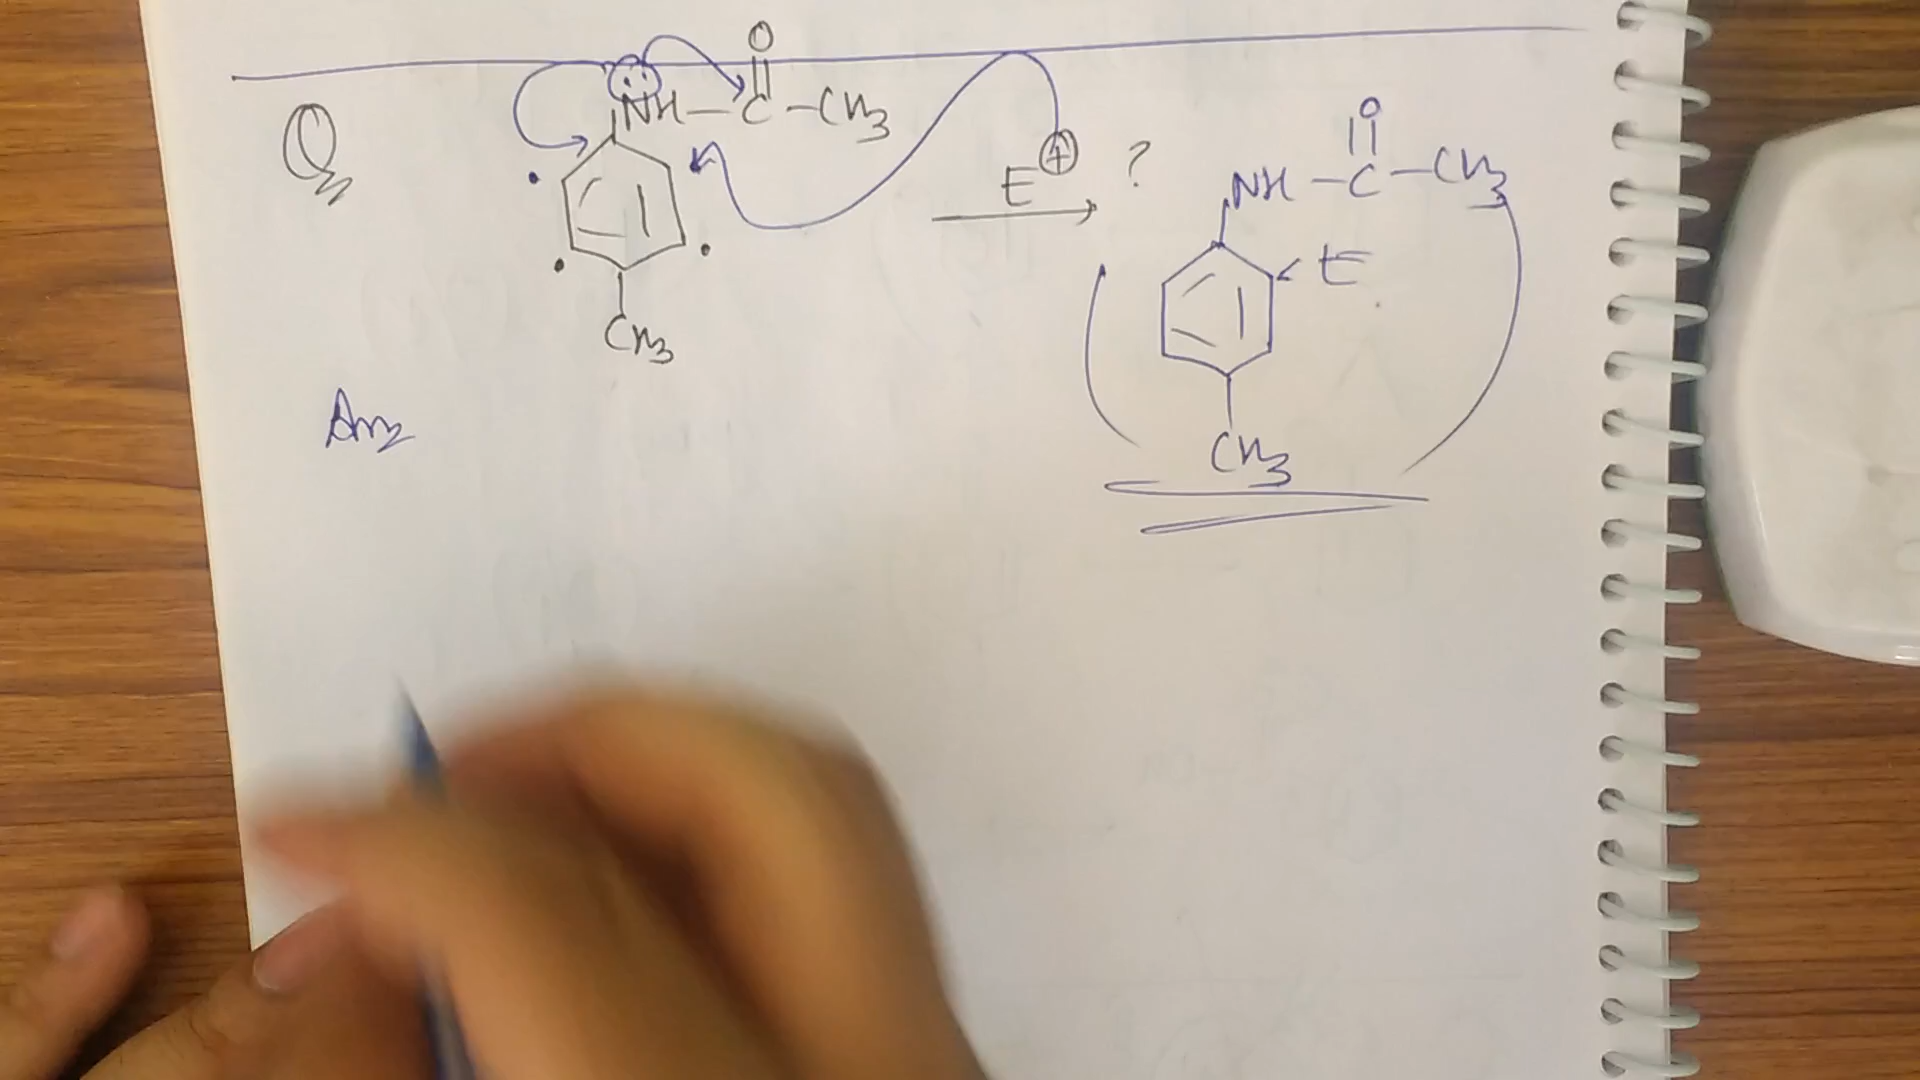 O
Q
NH-C-CH3
CH3
E+
?
O
NH-C-CH3
E
CH3
Ans